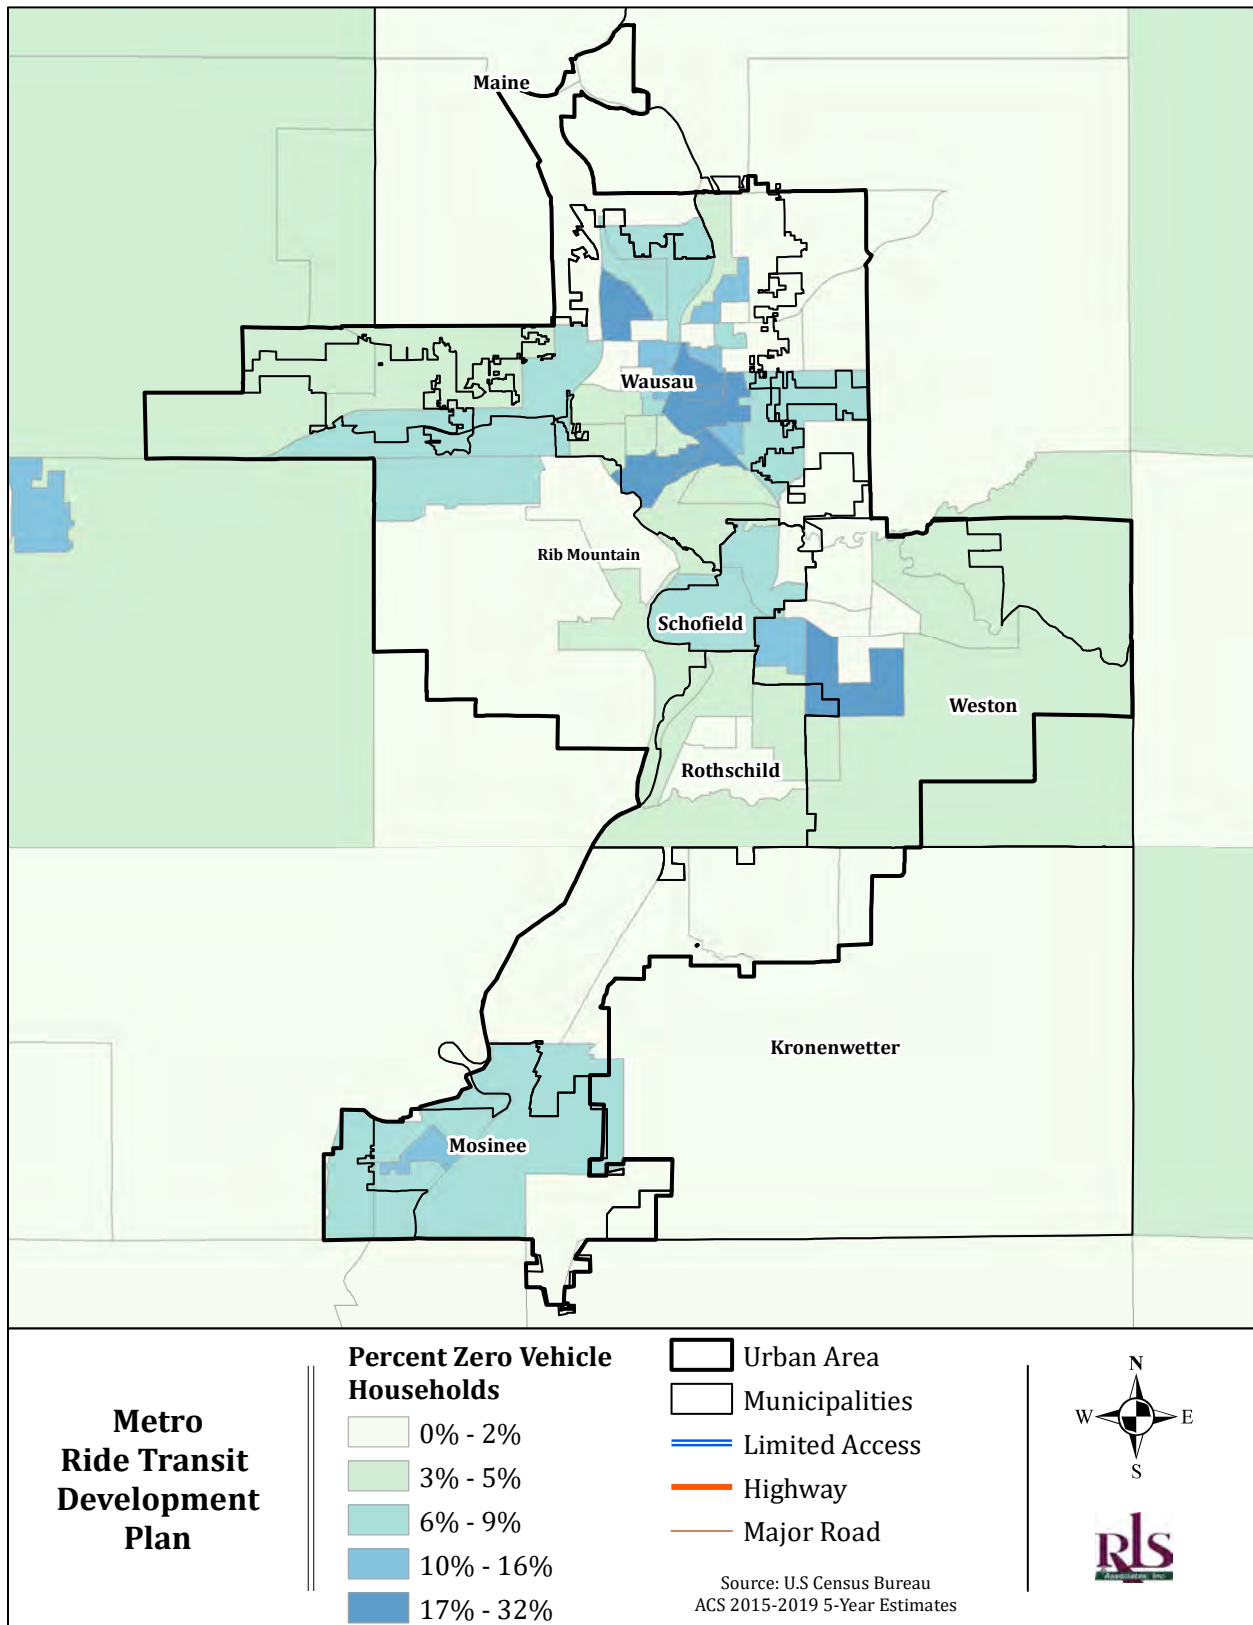 Maine
Wausau
Rib Mountain
Schofield
Weston
Rothschild
Kronenwetter
Mosinee
Metro
Ride Transit
Development
Plan
Percent Zero Vehicle
Households
0% - 2%
3% - 5%
6% - 9%
10% - 16%
17% - 32%
Urban Area
Municipalities
Limited Access
Highway
Major Road
Source: U.S Census Bureau
ACS 2015-2019 5-Year Estimates
N
W E
S
RLS
& Associates, Inc.